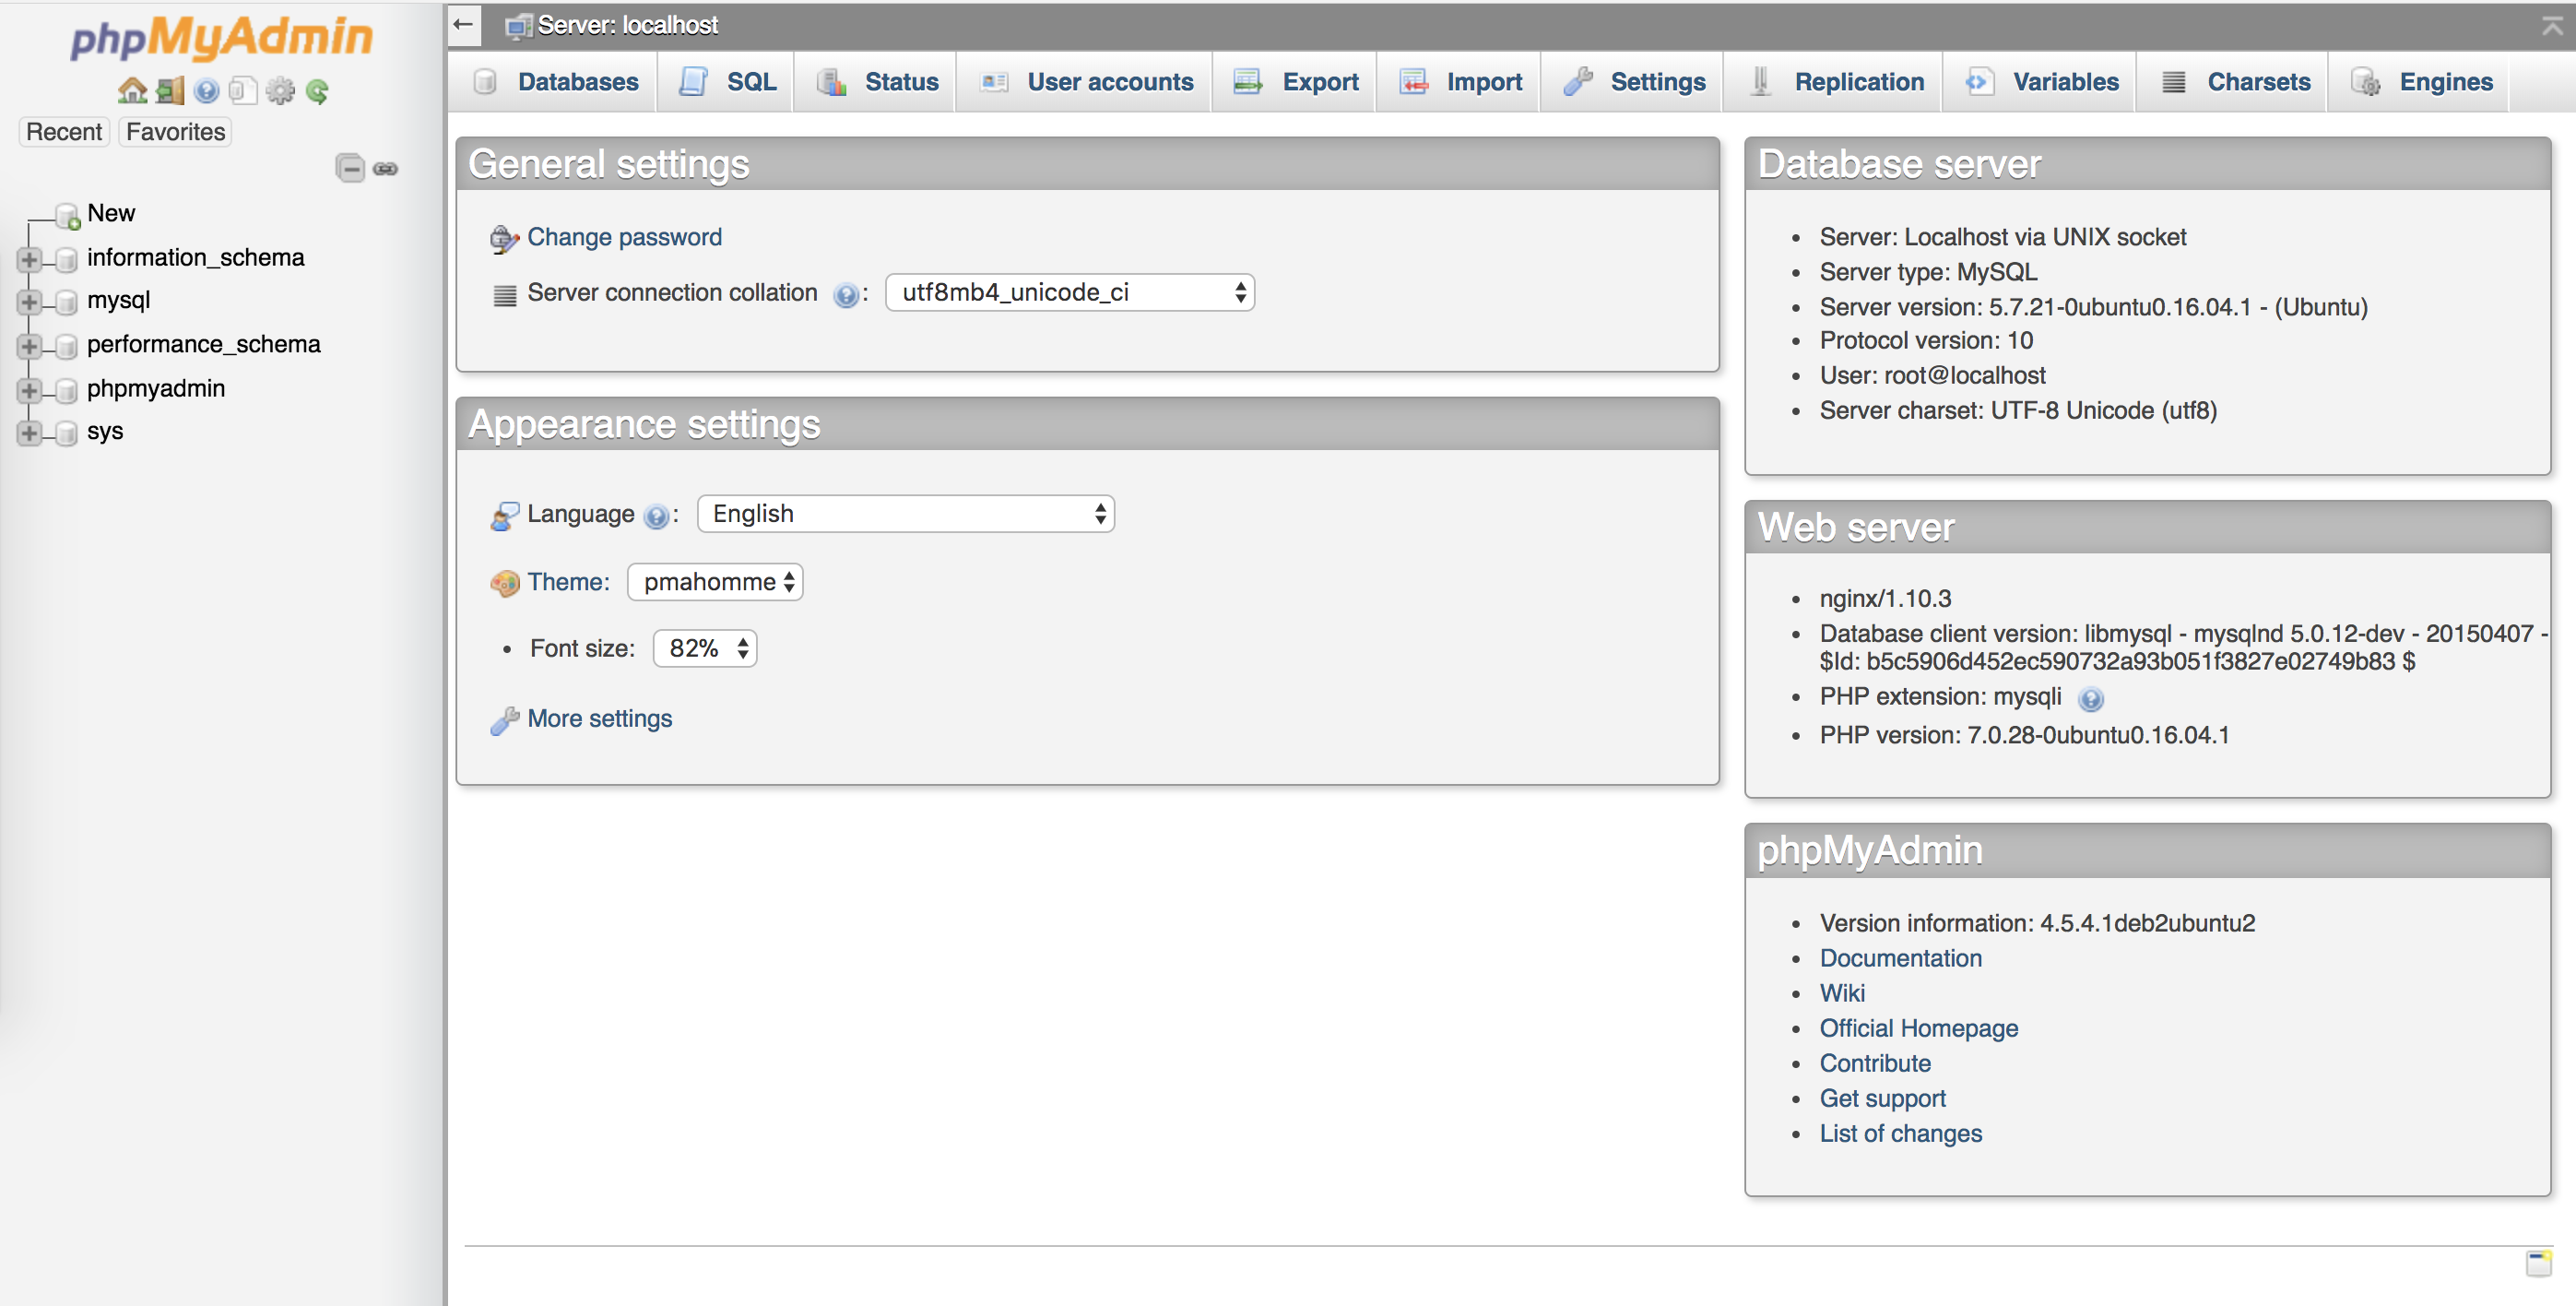 phpMyAdmin
Recent Favorites
New
information_schema
mysql
performance_schema
phpmyadmin
sys
Server: localhost
Databases SQL Status User accounts Export Import Settings Replication Variables Charsets Engines
General settings
Change password
Server connection collation : utf8mb4_unicode_ci
Appearance settings
Language : English
Theme: pmahomme
• Font size: 82%
More settings
Database server
• Server: Localhost via UNIX socket
• Server type: MySQL
• Server version: 5.7.21-0ubuntu0.16.04.1 - (Ubuntu)
• Protocol version: 10
• User: root@localhost
• Server charset: UTF-8 Unicode (utf8)
Web server
• nginx/1.10.3
• Database client version: libmysql - mysqlnd 5.0.12-dev - 20150407 -
$Id: b5c5906d452ec590732a93b051f3827e02749b83 $
• PHP extension: mysqli
• PHP version: 7.0.28-0ubuntu0.16.04.1
phpMyAdmin
• Version information: 4.5.4.1deb2ubuntu2
• Documentation
• Wiki
• Official Homepage
• Contribute
• Get support
• List of changes